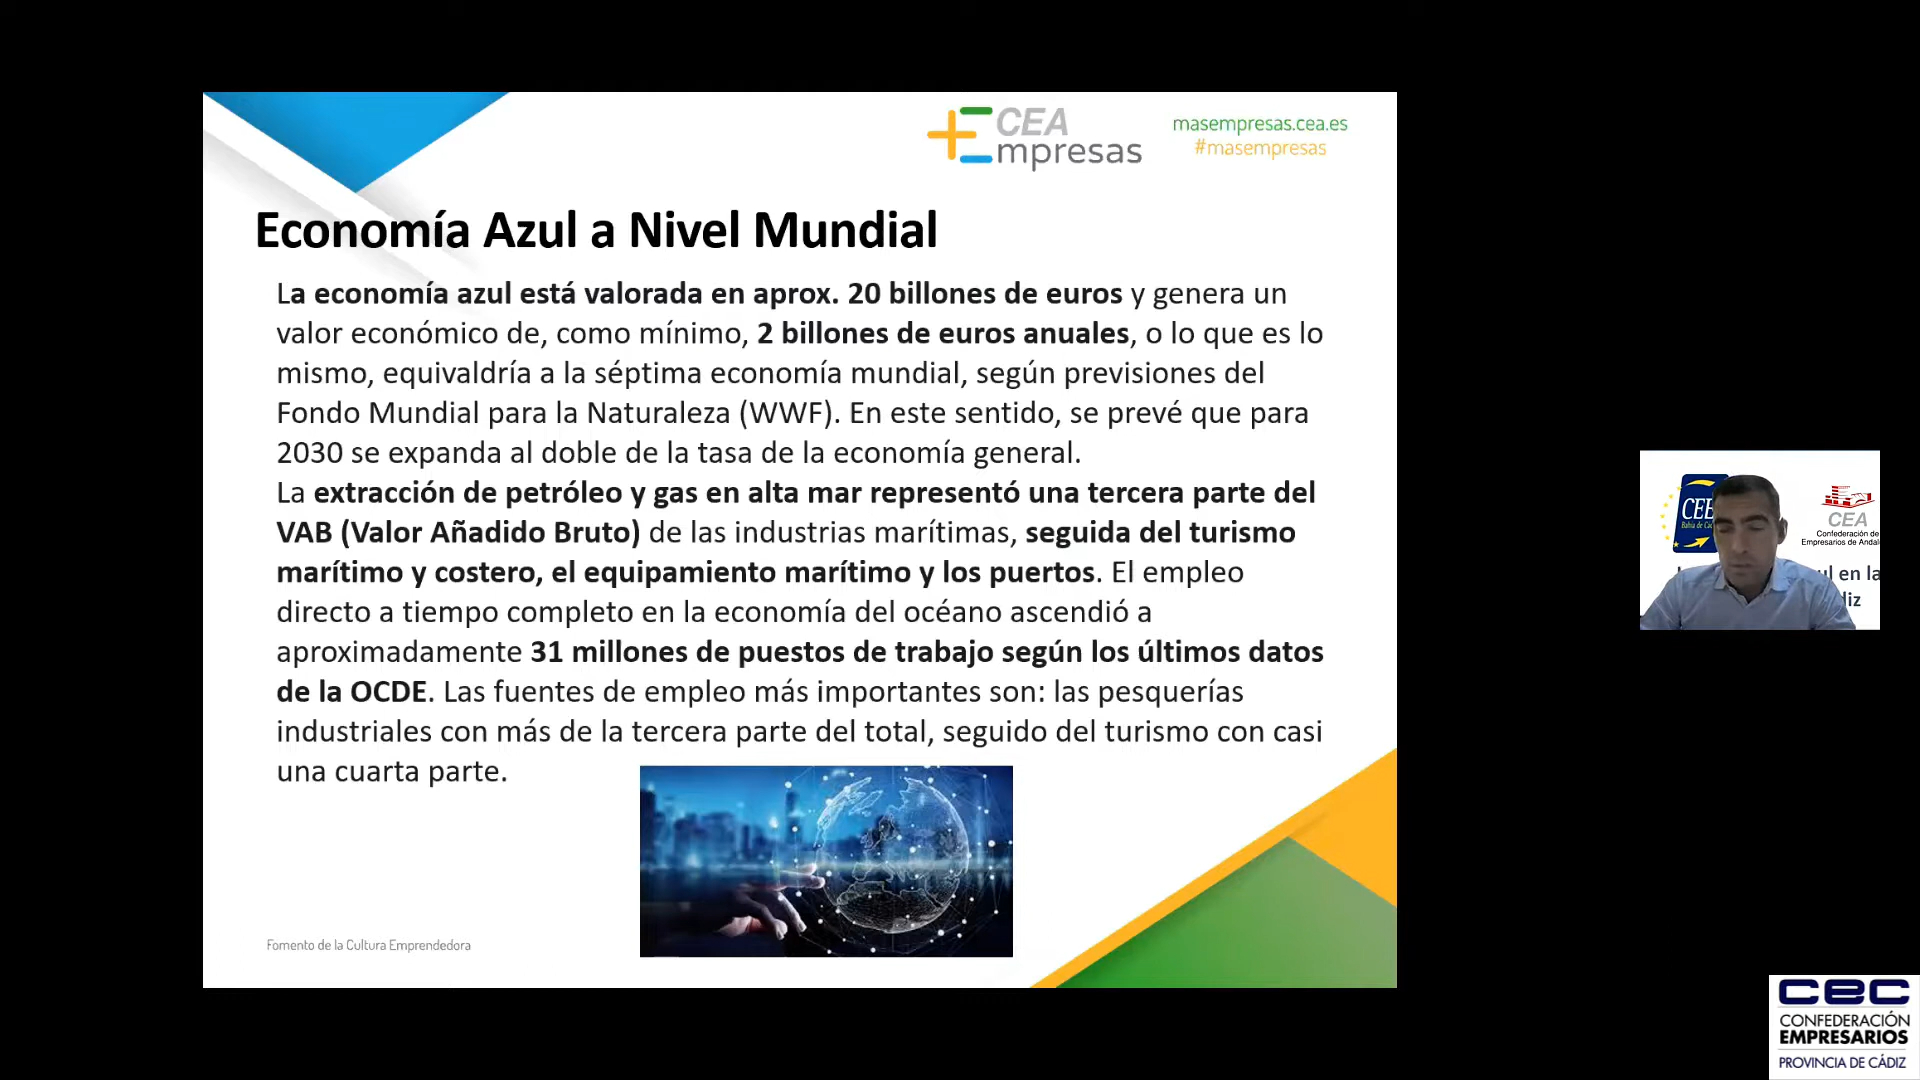 CEA
Empresas
masempresas.cea.es
#masempresas
Economía Azul a Nivel Mundial
La economía azul está valorada en aprox. 20 billones de euros y genera un
valor económico de, como mínimo, 2 billones de euros anuales, o lo que es lo
mismo, equivaldría a la séptima economía mundial, según previsiones del
Fondo Mundial para la Naturaleza (WWF). En este sentido, se prevé que para
2030 se expanda al doble de la tasa de la economía general.
La extracción de petróleo y gas en alta mar representó una tercera parte del
VAB (Valor Añadido Bruto) de las industrias marítimas, seguida del turismo
marítimo y costero, el equipamiento marítimo y los puertos. El empleo
directo a tiempo completo en la economía del océano ascendió a
aproximadamente 31 millones de puestos de trabajo según los últimos datos
de la OCDE. Las fuentes de empleo más importantes son: las pesquerías
industriales con más de la tercera parte del total, seguido del turismo con casi
una cuarta parte.
Fomento de la Cultura Emprendedora
CEA
Confederación de
Empresarios de
en la
cec
CONFEDERACIÓN
EMPRESARIOS
PROVINCIA DE CÁDIZ